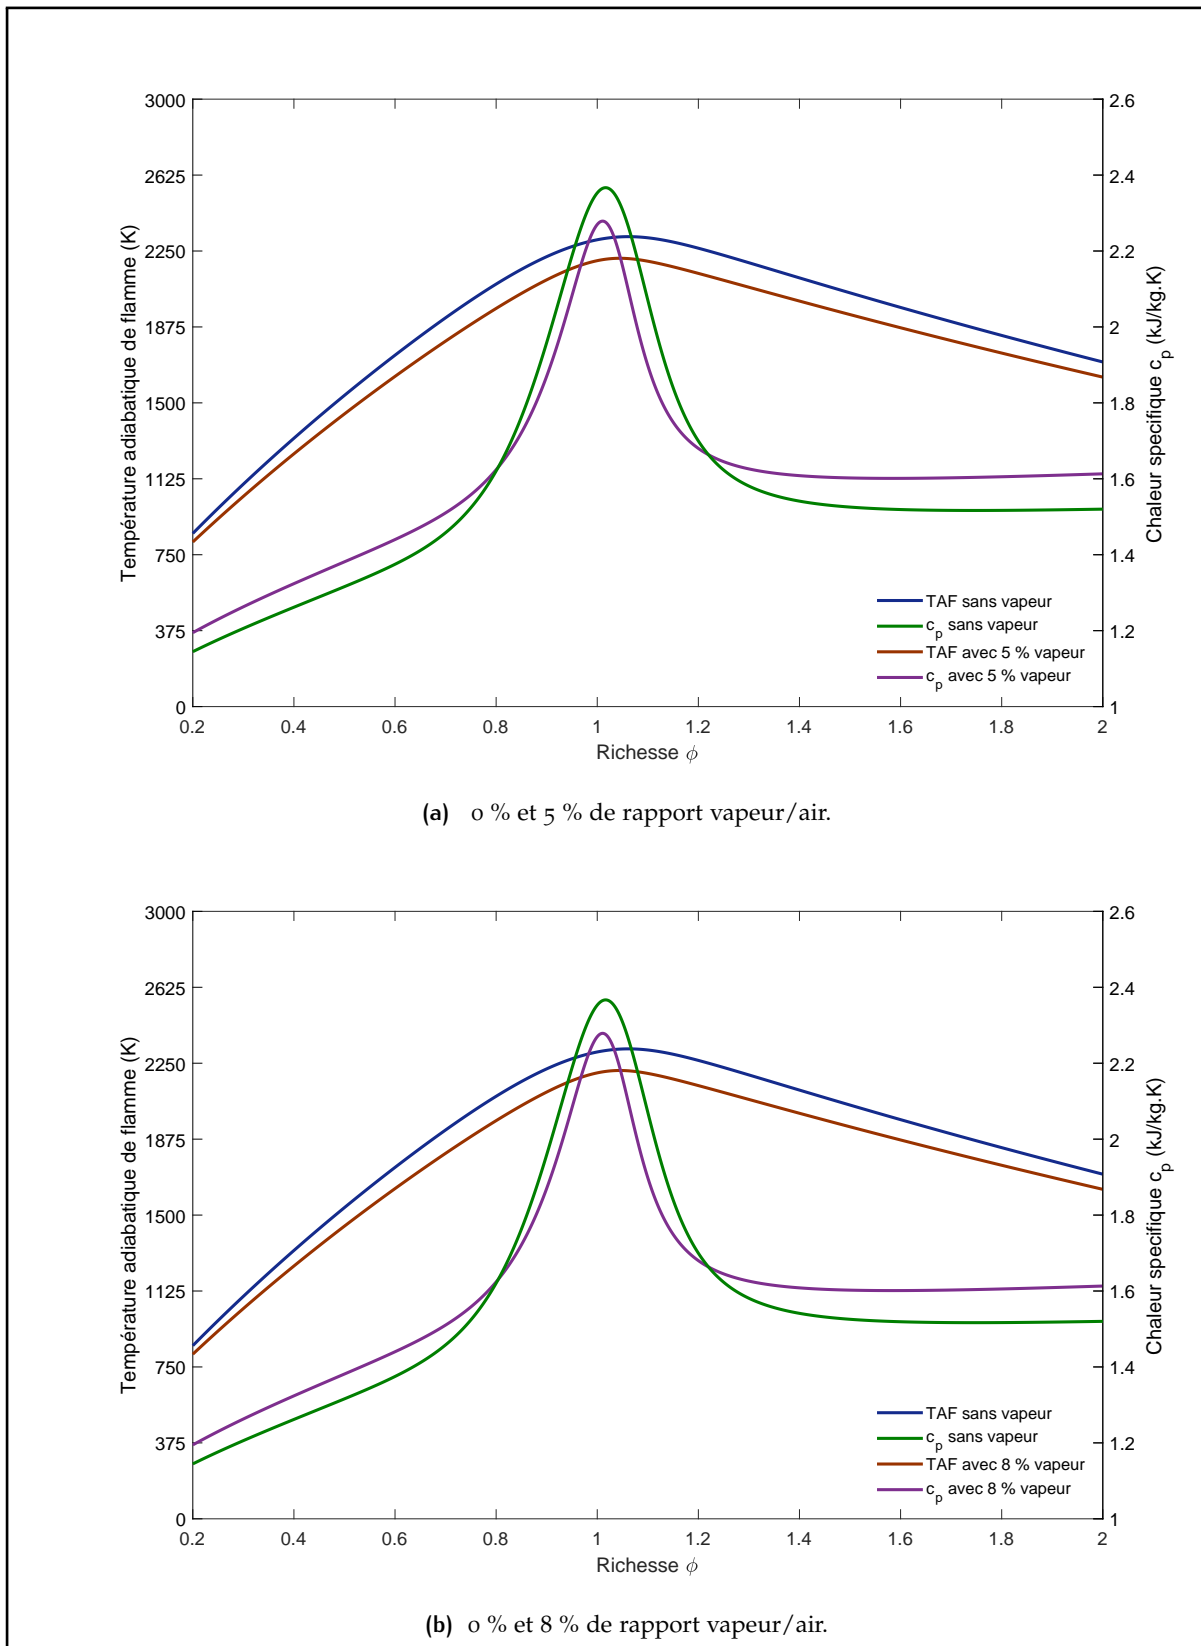 3000
2625
2250
1875
1500
1125
750
375
0
Température adiabatique de flamme (K)
2.6
2.4
2.2
2
1.8
1.6
1.4
1.2
1
Chaleur specifique c_p (kJ/kg.K)
TAF sans vapeur
c_p sans vapeur
TAF avec 5 % vapeur
c_p avec 5 % vapeur
0.2 0.4 0.6 0.8 1 1.2 1.4 1.6 1.8 2
Richesse ϕ
(a) 0 % et 5 % de rapport vapeur/air.
3000
2625
2250
1875
1500
1125
750
375
0
Température adiabatique de flamme (K)
2.6
2.4
2.2
2
1.8
1.6
1.4
1.2
1
Chaleur specifique c_p (kJ/kg.K)
TAF sans vapeur
c_p sans vapeur
TAF avec 8 % vapeur
c_p avec 8 % vapeur
0.2 0.4 0.6 0.8 1 1.2 1.4 1.6 1.8 2
Richesse ϕ
(b) 0 % et 8 % de rapport vapeur/air.